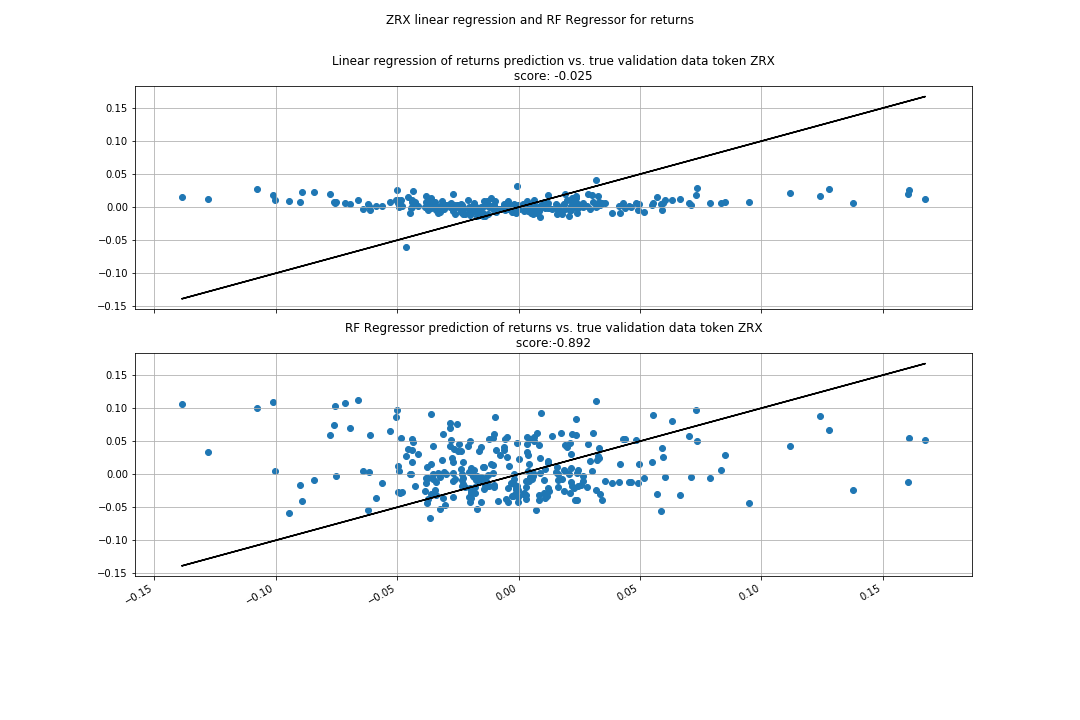 ZRX linear regression and RF Regressor for returns
Linear regression of returns prediction vs. true validation data token ZRX
score: -0.025
0.15
0.10
0.05
0.00
−0.05
−0.10
−0.15
RF Regressor prediction of returns vs. true validation data token ZRX
score:-0.892
0.15
0.10
0.05
0.00
−0.05
−0.10
−0.15
−0.15 −0.10 −0.05 0.00 0.05 0.10 0.15